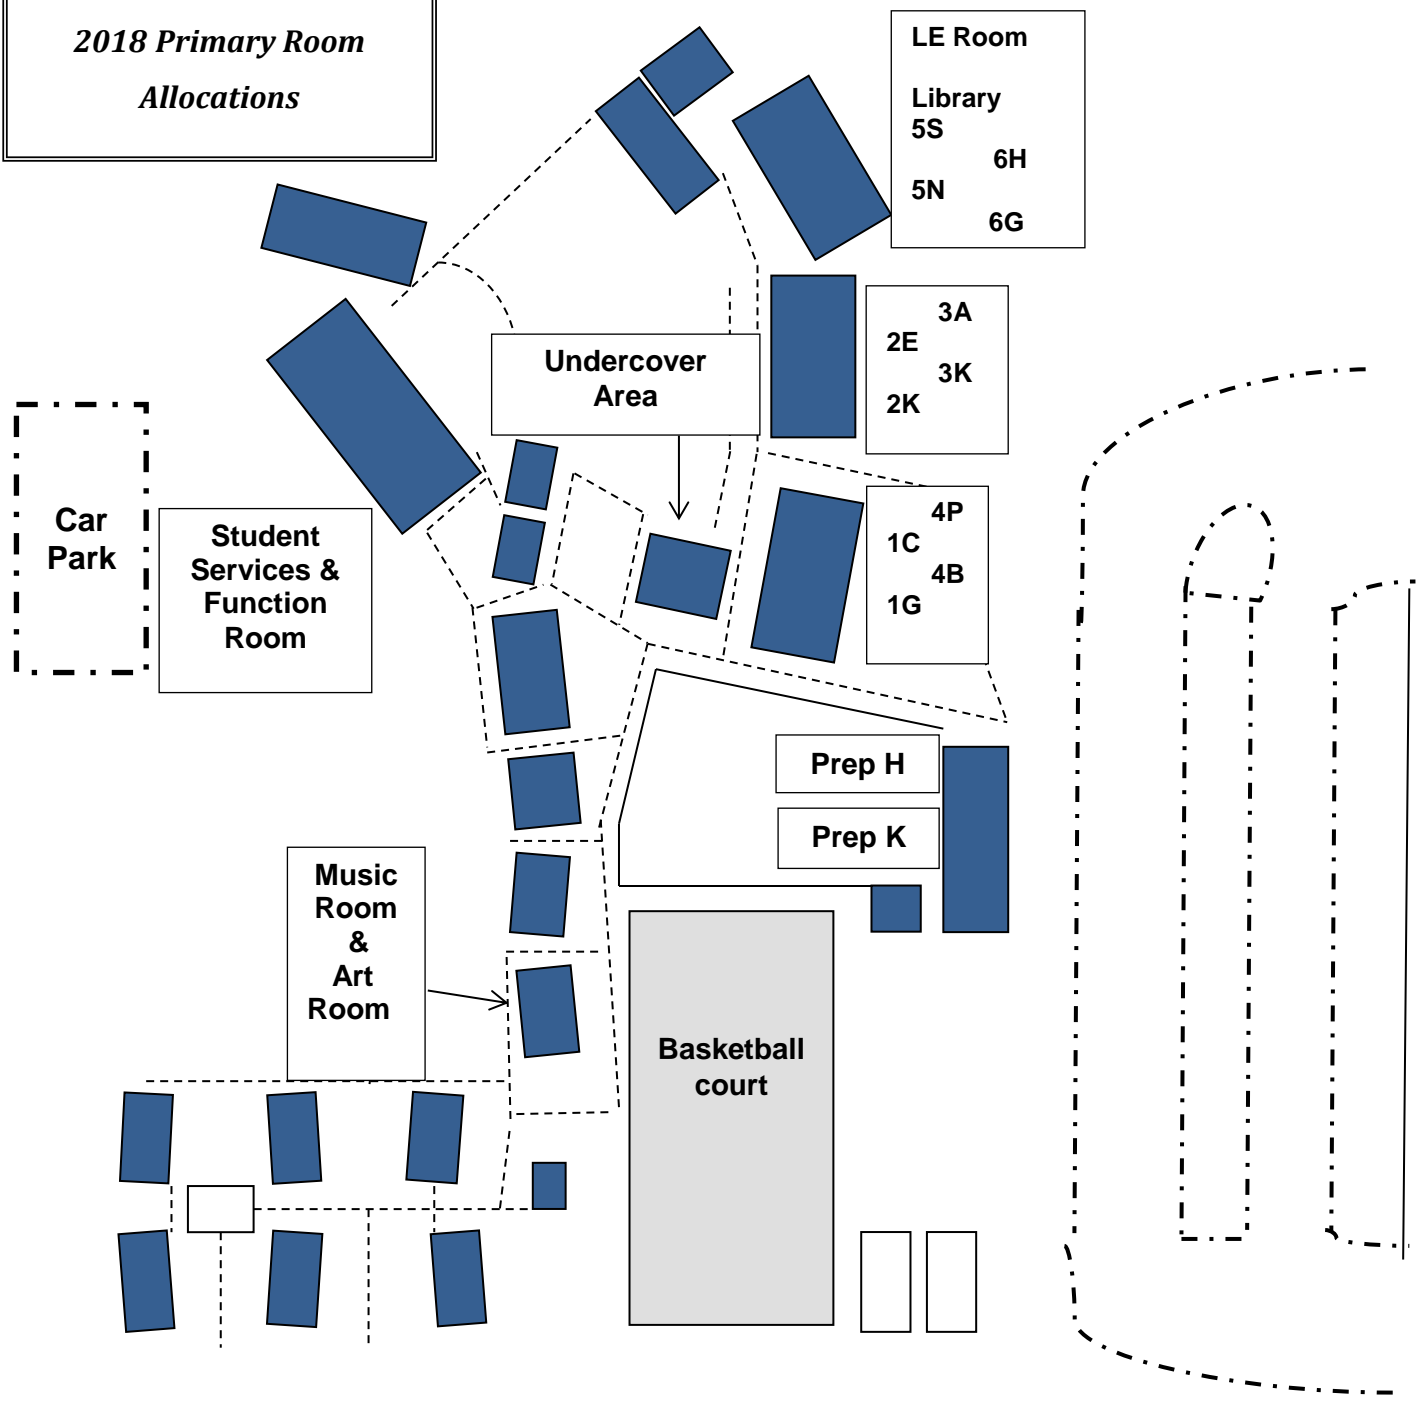 2018 Primary Room
Allocations
LE Room
Library
5S
6H
5N
6G
3A
2E
3K
2K
Undercover
Area
4P
1C
4B
1G
Car
Park
Student
Services &
Function
Room
Prep H
Prep K
Music
Room
&
Art
Room
Basketball
court